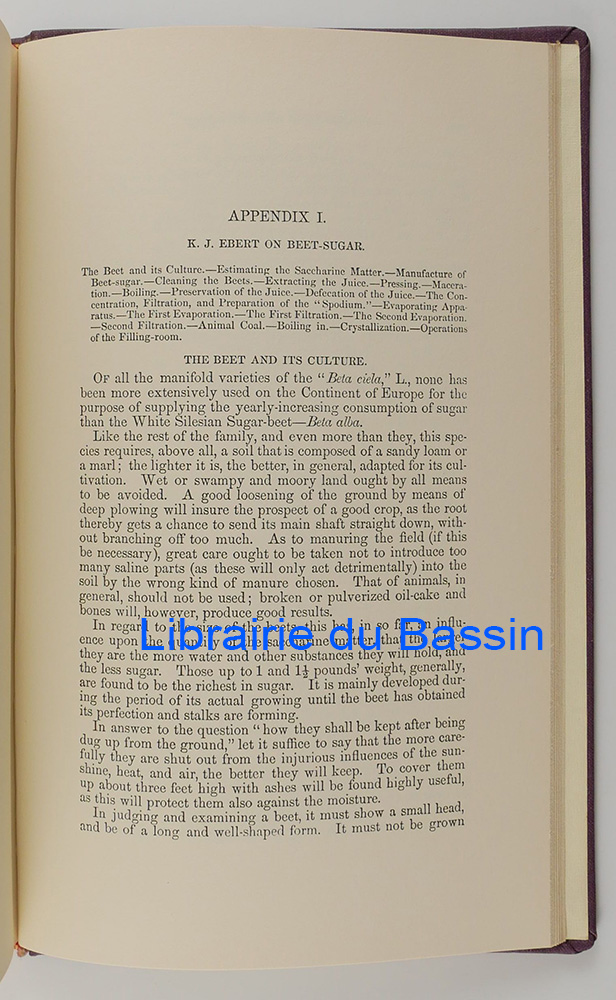 APPENDIX I.
K. J. EBERT ON BEET-SUGAR.
The Beet and its Culture.—Estimating the Saccharine Matter.—Manufacture of
Beet-sugar.—Cleaning the Beets.—Extracting the Juice.—Pressing.—Macera-
tion.—Boiling.—Preservation of the Juice.—Defecation of the Juice.—The Con-
centration, Filtration, and Preparation of the "Spodium."—Evaporating Appa-
ratus.—The First Evaporation.—The First Filtration.—The Second Evaporation.
—Second Filtration.—Animal Coal.—Boiling in.—Crystallization.—Operations
of the Filling-room.
THE BEET AND ITS CULTURE.
OF all the manifold varieties of the "Beta cicla," L., none has
been more extensively used on the Continent of Europe for the
purpose of supplying the yearly-increasing consumption of sugar
than the White Silesian Sugar-beet—Beta alba.
Like the rest of the family, and even more than they, this spe-
cies requires, above all, a soil that is composed of a sandy loam or
a marl; the lighter it is, the better, in general, adapted for its cul-
tivation. Wet or swampy and moory land ought by all means
to be avoided. A good loosening of the ground by means of
deep plowing will insure the prospect of a good crop, as the root
thereby gets a chance to send its main shaft straight down, with-
out branching off too much. As to manuring the field (if this
be necessary), great care ought to be taken not to introduce too
many saline parts (as these will only act detrimentally) into the
soil by the wrong kind of manure chosen. That of animals, in
general, should not be used; broken or pulverized oil-cake and
bones will, however, produce good results.
In regard to the size of the beets, this has, in so far, an influ-
ence upon the quantity of the saccharine matter, that the larger
they are the more water and other substances they will hold, and
the less sugar. Those up to 1 and 1½ pounds' weight, generally,
are found to be the richest in sugar. It is mainly developed dur-
ing the period of its actual growing until the beet has obtained
its perfection and stalks are forming.
In answer to the question "how they shall be kept after being
dug up from the ground," let it suffice to say that the more care-
fully they are shut out from the injurious influences of the sun-
shine, heat, and air, the better they will keep. To cover them
up about three feet high with ashes will be found highly useful,
as this will protect them also against the moisture.
In judging and examining a beet, it must show a small head,
and be of a long and well-shaped form. It must not be grown
Librairie du Bassin